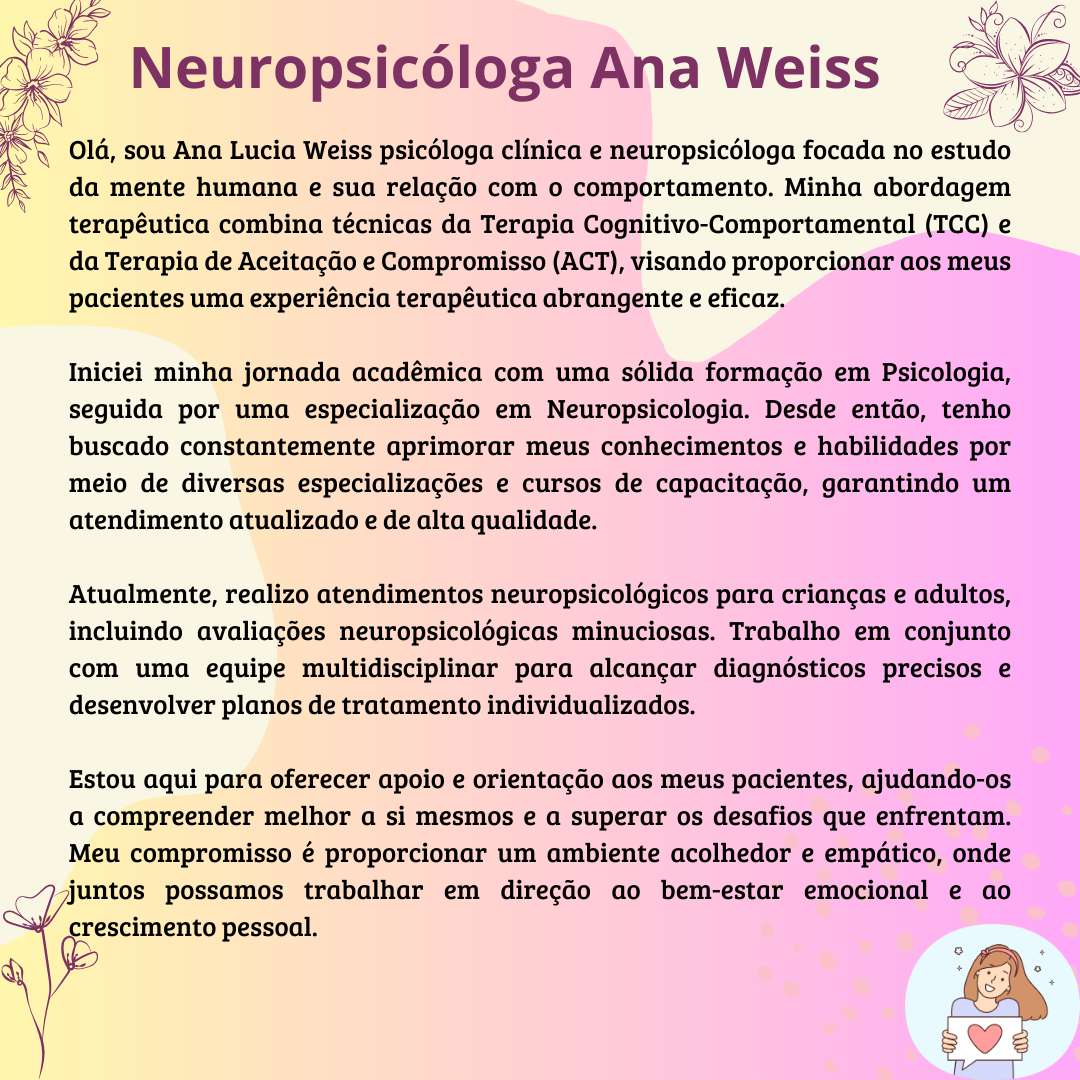 Neuropsicóloga Ana Weiss
Olá, sou Ana Lucia Weiss psicóloga clínica e neuropsicóloga focada no estudo
da mente humana e sua relação com o comportamento. Minha abordagem
terapêutica combina técnicas da Terapia Cognitivo-Comportamental (TCC) e
da Terapia de Aceitação e Compromisso (ACT), visando proporcionar aos meus
pacientes uma experiência terapêutica abrangente e eficaz.
Iniciei minha jornada acadêmica com uma sólida formação em Psicologia,
seguida por uma especialização em Neuropsicologia. Desde então, tenho
buscado constantemente aprimorar meus conhecimentos e habilidades por
meio de diversas especializações e cursos de capacitação, garantindo um
atendimento atualizado e de alta qualidade.
Atualmente, realizo atendimentos neuropsicológicos para crianças e adultos,
incluindo avaliações neuropsicológicas minuciosas. Trabalho em conjunto
com uma equipe multidisciplinar para alcançar diagnósticos precisos e
desenvolver planos de tratamento individualizados.
Estou aqui para oferecer apoio e orientação aos meus pacientes, ajudando-os
a compreender melhor a si mesmos e a superar os desafios que enfrentam.
Meu compromisso é proporcionar um ambiente acolhedor e empático, onde
juntos possamos trabalhar em direção ao bem-estar emocional e ao
crescimento pessoal.